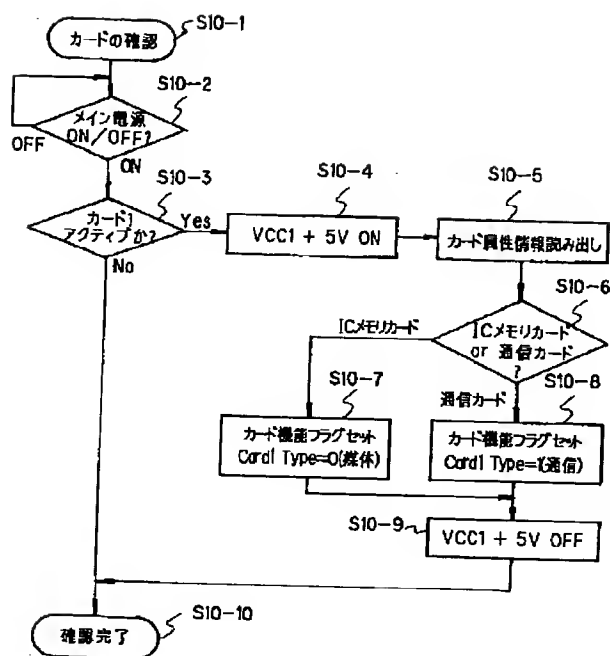 カードの確認
S10-1
S10-2
メイン電源
ON/OFF?
OFF
ON
S10-3
カード1
アクティブか?
Yes
No
S10-4
VCC1 + 5V ON
S10-5
カード属性情報読み出し
S10-6
ICメモリカード
or 通信カード
?
ICメモリカード
通信カード
S10-7
カード機能フラグセット
Card1 Type=0(媒体)
S10-8
カード機能フラグセット
Card1 Type=1(通信)
S10-9
VCC1 + 5V OFF
S10-10
確認完了